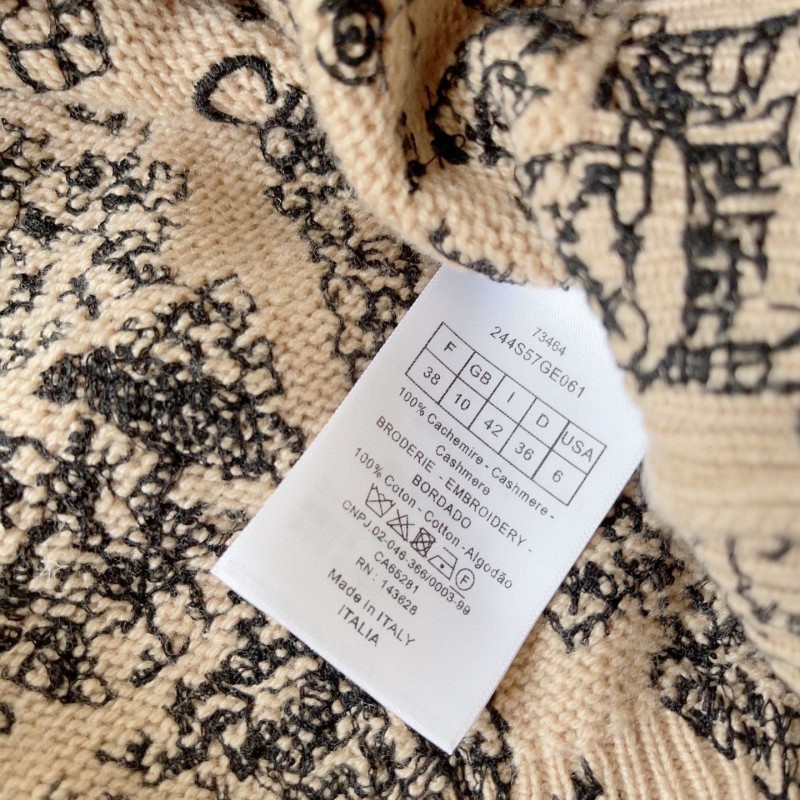 73464
244S57GE061
F GB I D USA
38 10 42 36 6
100% Cachemire - Cashmere -
Cashmere
BRODERIE - EMBROIDERY -
BORDADO
100% Coton - Cotton - Algodão
F
CNPJ.02-046-366/0003-99
CA66281
RN : 143628
Made in ITALY
ITALIA